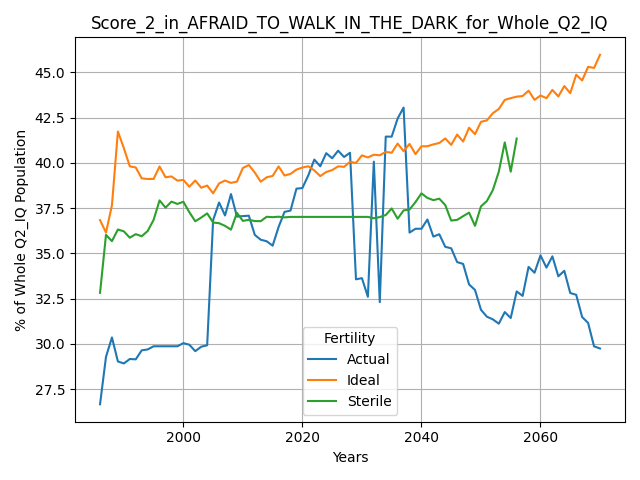 Score_2_in_AFRAID_TO_WALK_IN_THE_DARK_for_Whole_Q2_IQ
% of Whole Q2_IQ Population
45.0
42.5
40.0
37.5
35.0
32.5
30.0
27.5
Fertility
Actual
Ideal
Sterile
2000
2020
2040
2060
Years